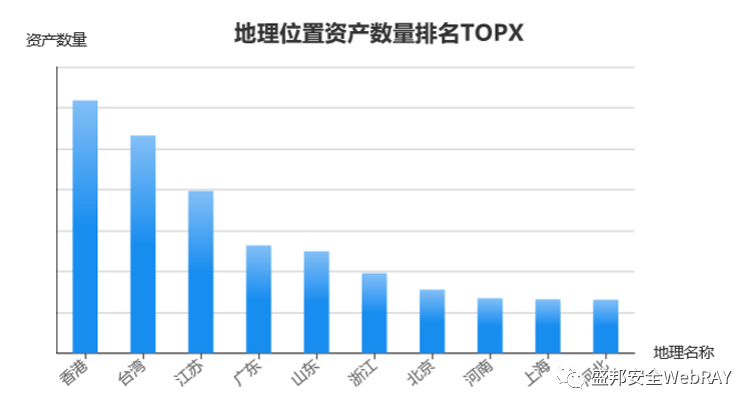 地理位置资产数量排名TOPX
资产数量
香港
台湾
江苏
广东
山东
浙江
北京
河南
上海
北
地理名称
盛邦安全WebRAY